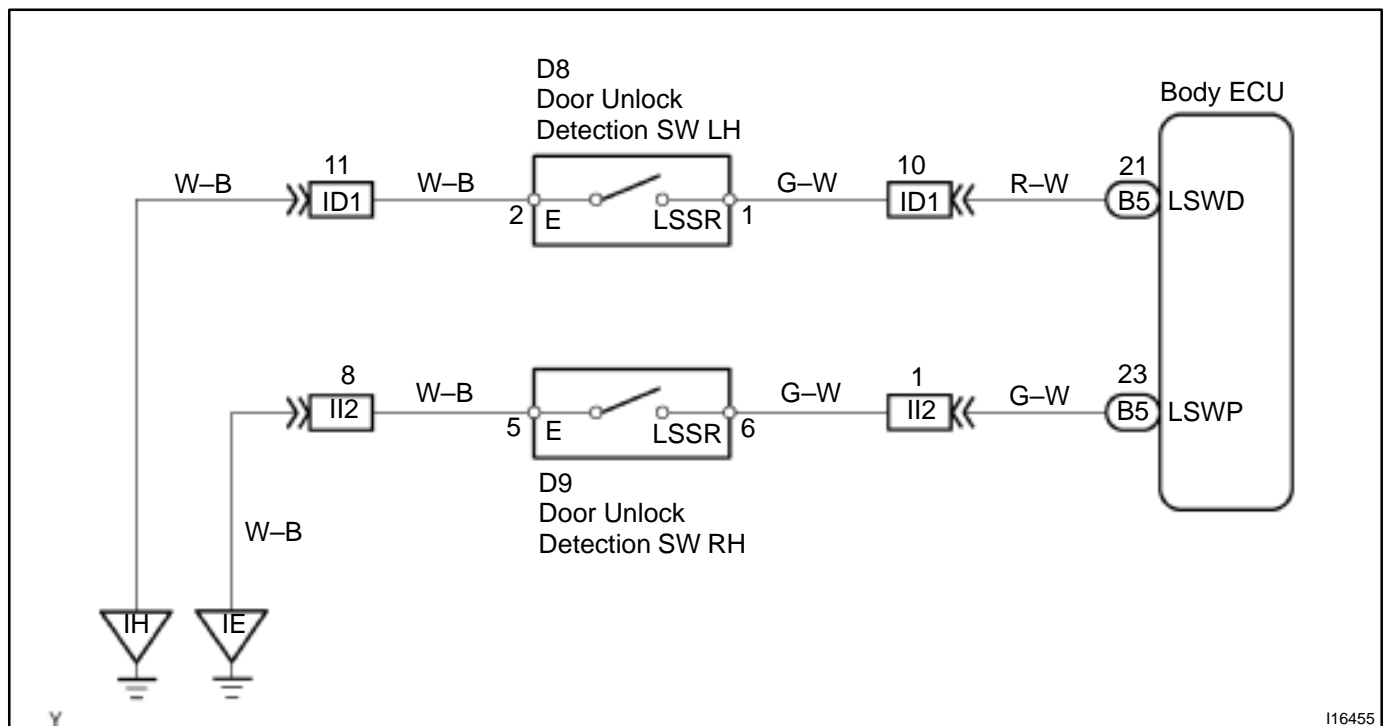 D8
Door Unlock
Detection SW LH
Body ECU
W–B
11
ID1
W–B
2
E
LSSR
1
G–W
10
ID1
R–W
21
B5
LSWD
8
II2
W–B
5
E
LSSR
6
G–W
1
II2
G–W
23
B5
LSWP
D9
Door Unlock
Detection SW RH
W–B
IH
IE
Y
I16455